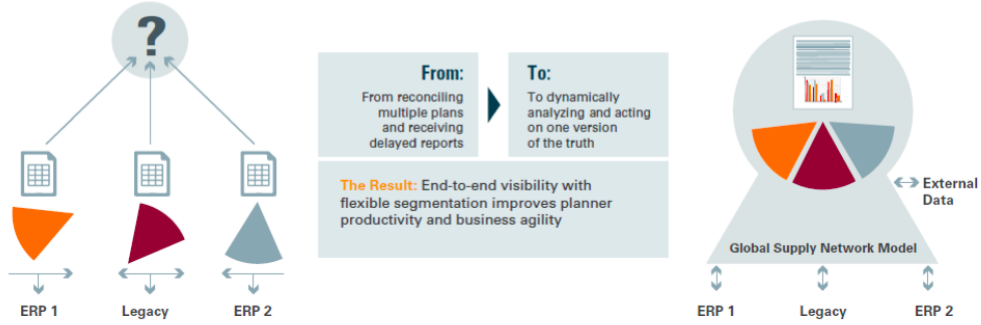 ?
ERP 1
Legacy
ERP 2
From:
From reconciling
multiple plans
and receiving
delayed reports
To:
To dynamically
analyzing and acting
on one version
of the truth
The Result: End-to-end visibility with
flexible segmentation improves planner
productivity and business agility
External
Data
Global Supply Network Model
ERP 1
Legacy
ERP 2